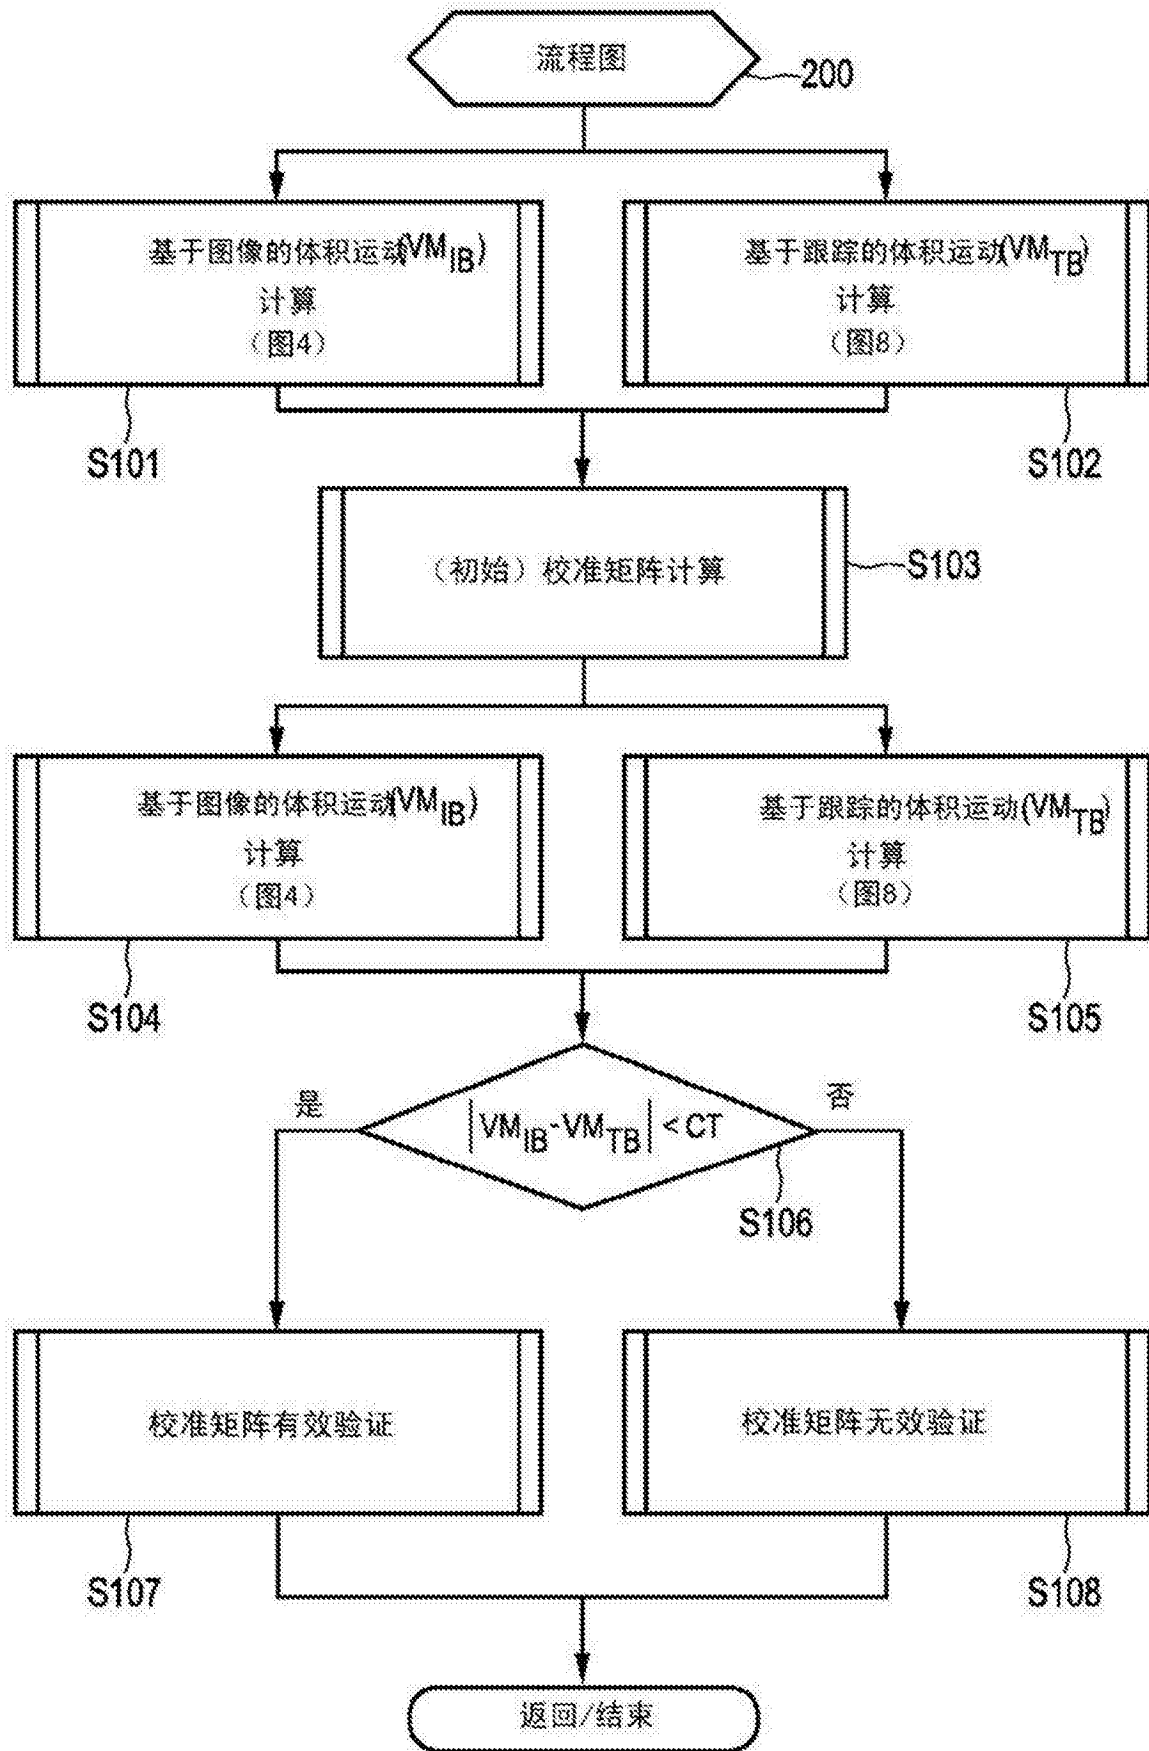 流程图
200
基于图像的体积运动(VM_IB)
计算
(图4)
基于跟踪的体积运动(VM_TB)
计算
(图8)
S101
S102
(初始)校准矩阵计算
S103
基于图像的体积运动(VM_IB)
计算
(图4)
基于跟踪的体积运动(VM_TB)
计算
(图8)
S104
S105
是
|VM_IB-VM_TB|<CT
否
S106
校准矩阵有效验证
校准矩阵无效验证
S107
S108
返回/结束